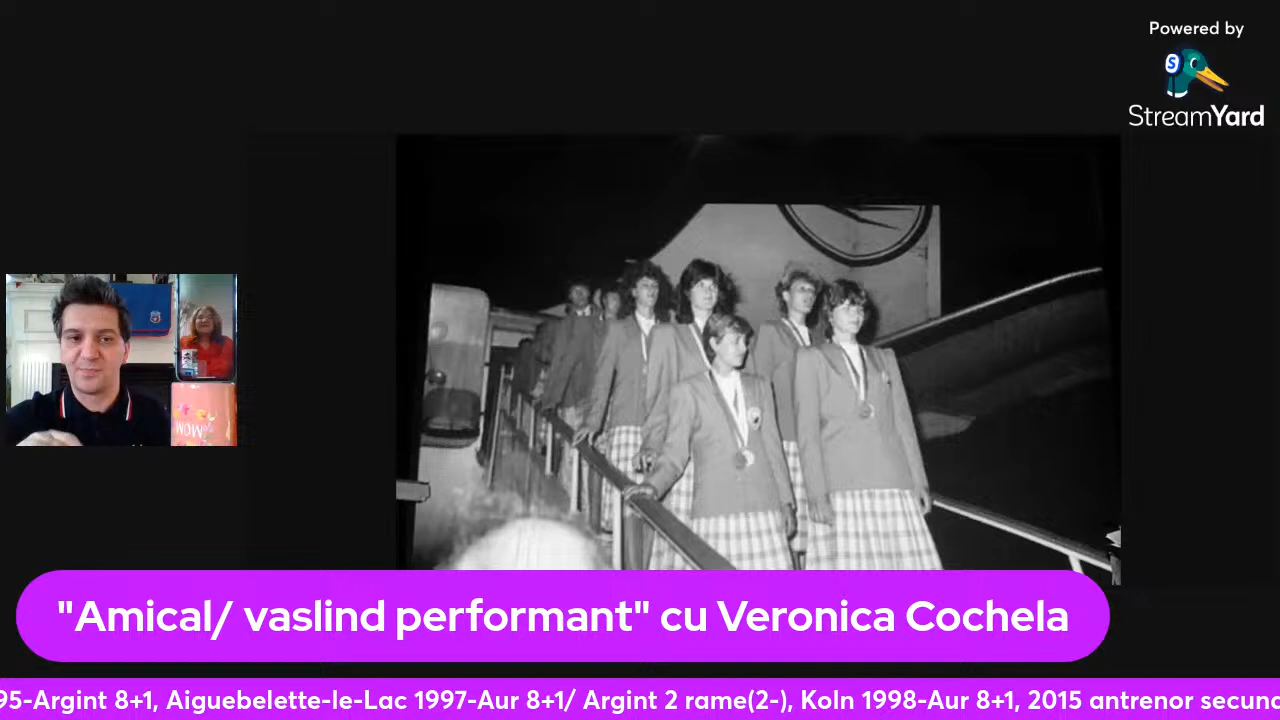 Powered by
S
StreamYard
MOM
"Amical/ vaslind performant" cu Veronica Cochela
95-Argint 8+1, Aiguebelette-le-Lac 1997-Aur 8+1/ Argint 2 rame(2-), Koln 1998-Aur 8+1, 2015 antrenor secund